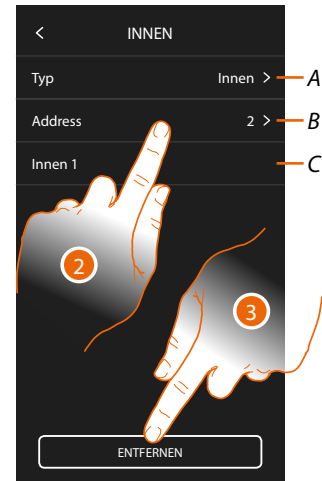 < INNEN
Typ Innen > A
Address 2 > B
Innen 1 C
2
3
ENTFERNEN